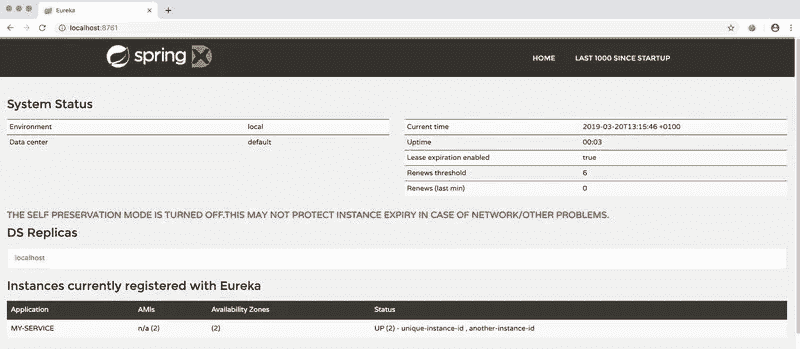 Eureka
localhost:8761
spring
HOME LAST 1000 SINCE STARTUP
System Status
Environment local
Data center default
Current time 2019-03-20T13:15:46 +0100
Uptime 00:03
Lease expiration enabled true
Renews threshold 6
Renews (last min) 0
THE SELF PRESERVATION MODE IS TURNED OFF.THIS MAY NOT PROTECT INSTANCE EXPIRY IN CASE OF NETWORK/OTHER PROBLEMS.
DS Replicas
localhost
Instances currently registered with Eureka
Application AMIs Availability Zones Status
MY-SERVICE n/a (2) (2) UP (2) - unique-instance-id , another-instance-id